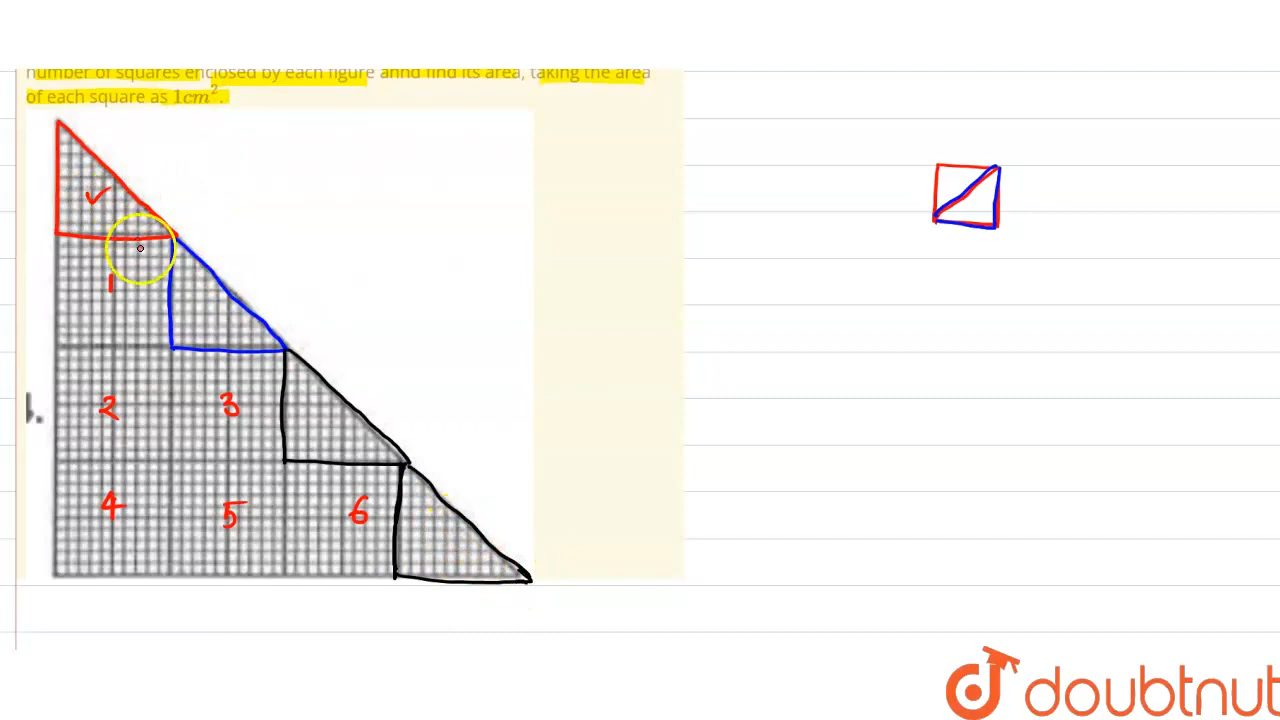 number of squares enclosed by each figure annd find its area, taking the area
of each square as 1cm².
1
2 3
4 5 6
doubtnut